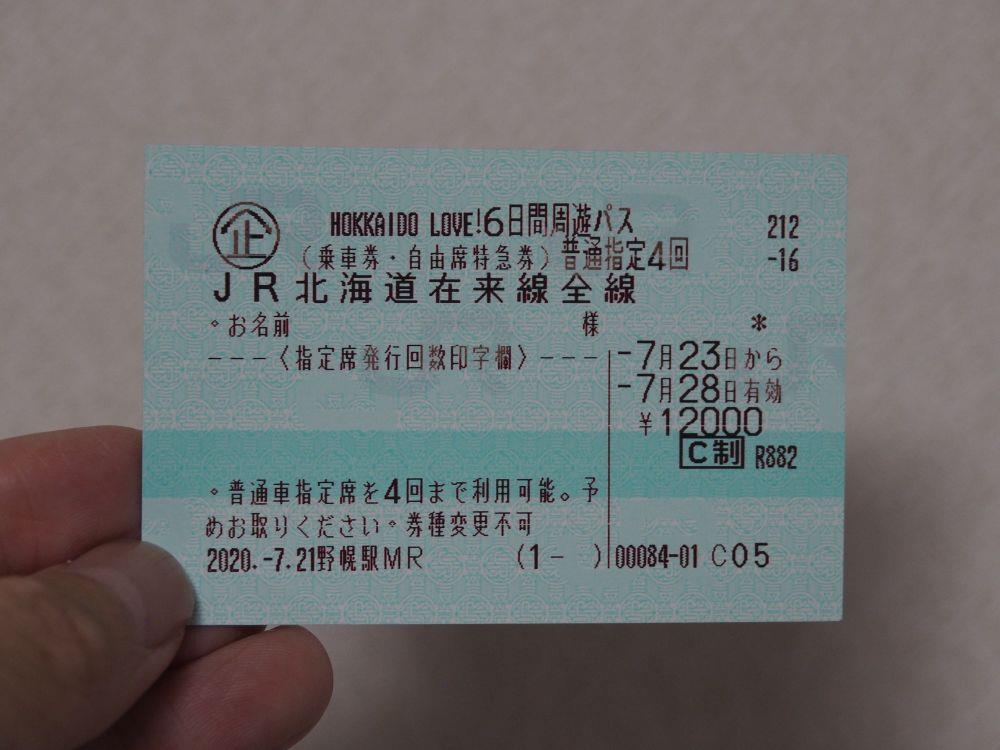 企 HOKKAIDO LOVE!6日間周遊パス 212
(乗車券・自由席特急券)普通指定4回 -16
JR北海道在来線全線
。お名前 様 *
---〈指定席発行回数印字欄〉---
-7月23日から
-7月28日有効
¥12000
C制 R882
。普通車指定席を4回まで利用可能。予
めお取りください。券種変更不可
2020.-7.21野幌駅MR (1- ) 00084-01 C05